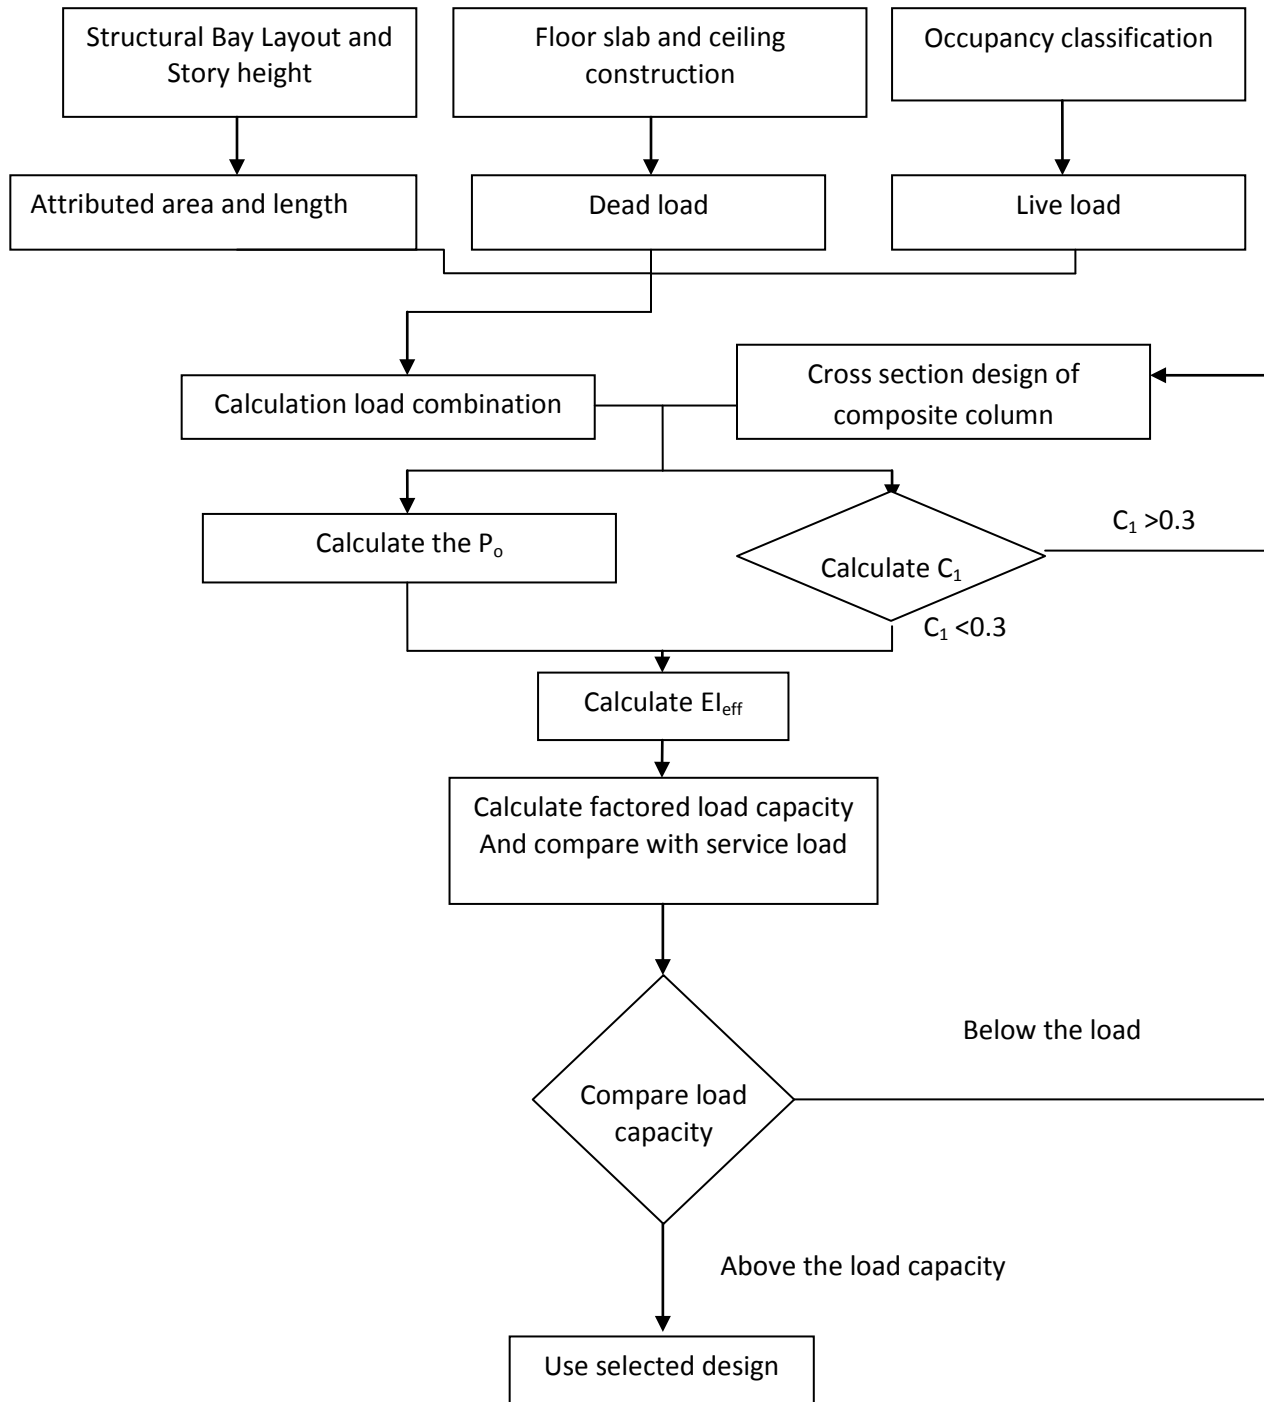 Structural Bay Layout and
Story height
Floor slab and ceiling
construction
Occupancy classification
Attributed area and length
Dead load
Live load
Calculation load combination
Cross section design of
composite column
Calculate the Pₒ
Calculate C₁
C₁ >0.3
C₁ <0.3
Calculate EI_eff
Calculate factored load capacity
And compare with service load
Below the load
Compare load
capacity
Above the load capacity
Use selected design